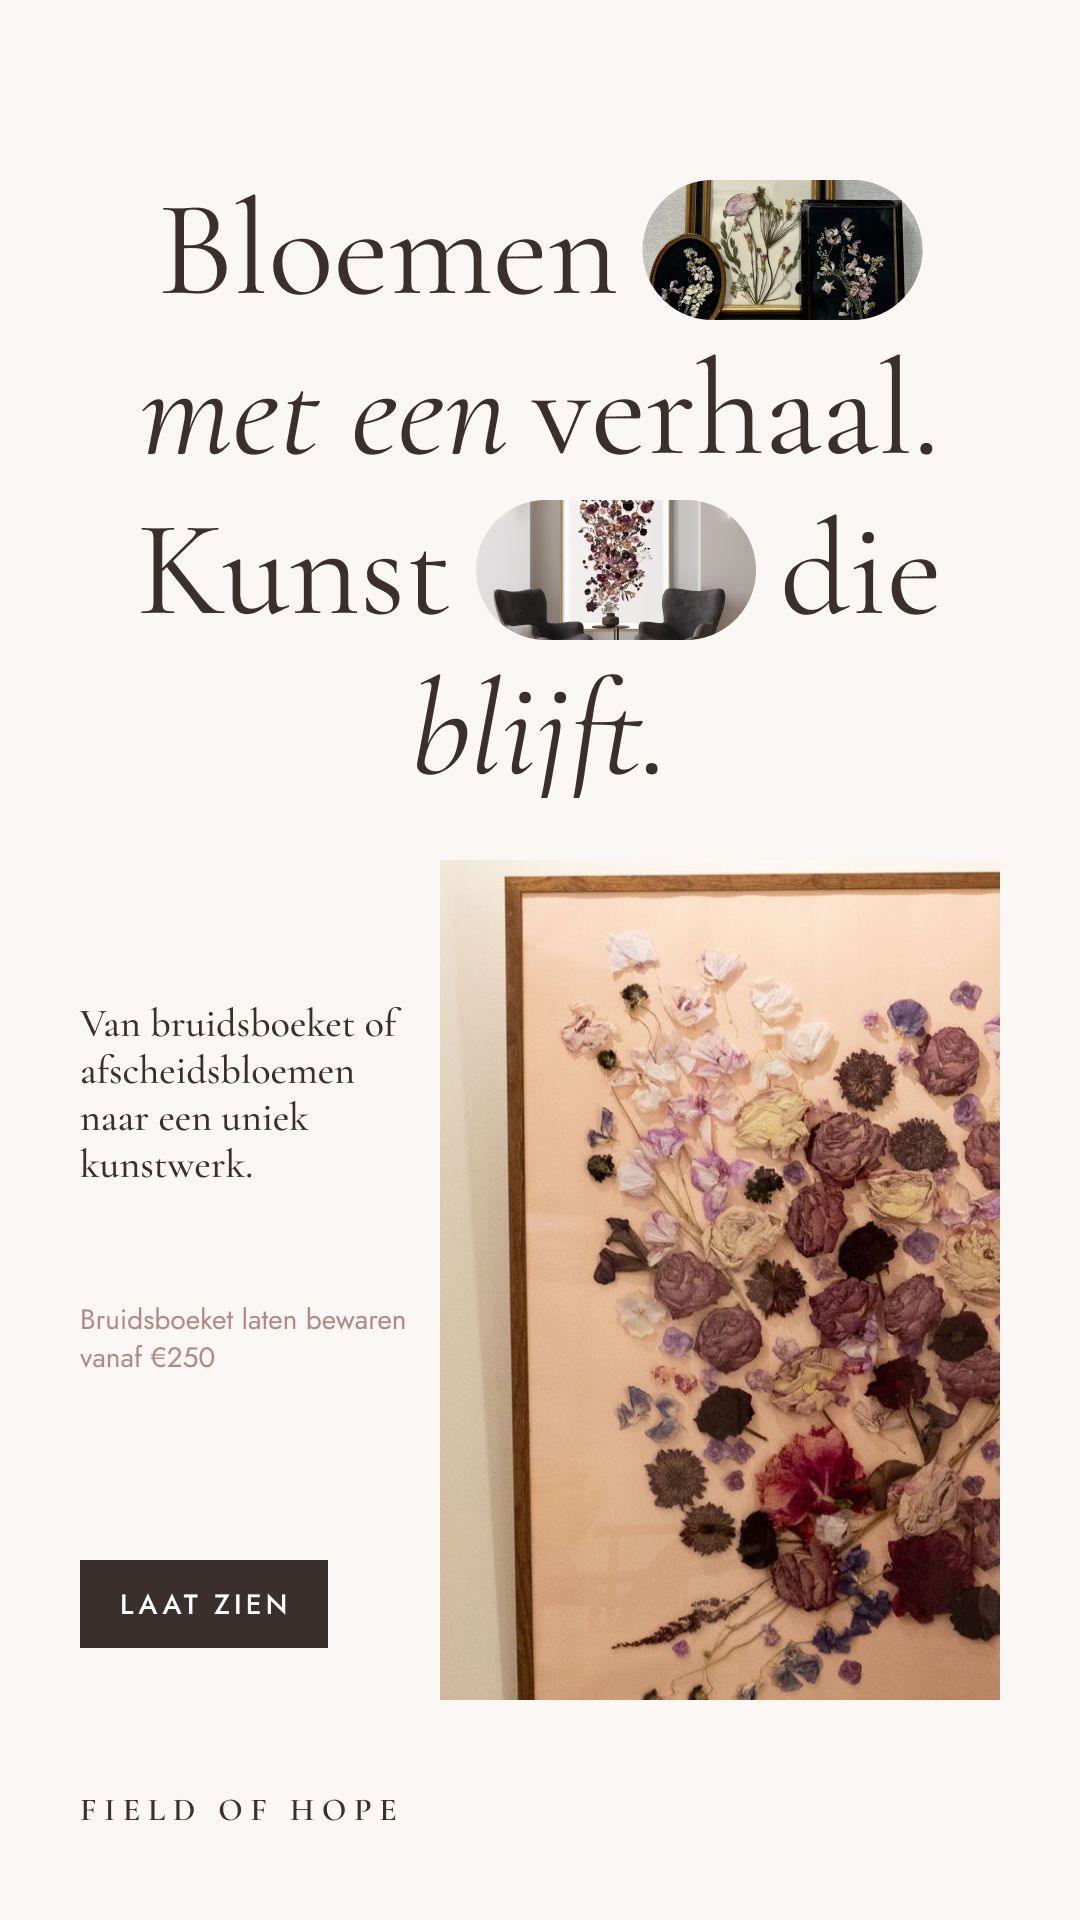 Bloemen
met een verhaal.
Kunst die
blijft.
Van bruidsboeket of
afscheidsbloemen
naar een uniek
kunstwerk.
Bruidsboeket laten bewaren
vanaf €250
LAAT ZIEN
FIELD OF HOPE